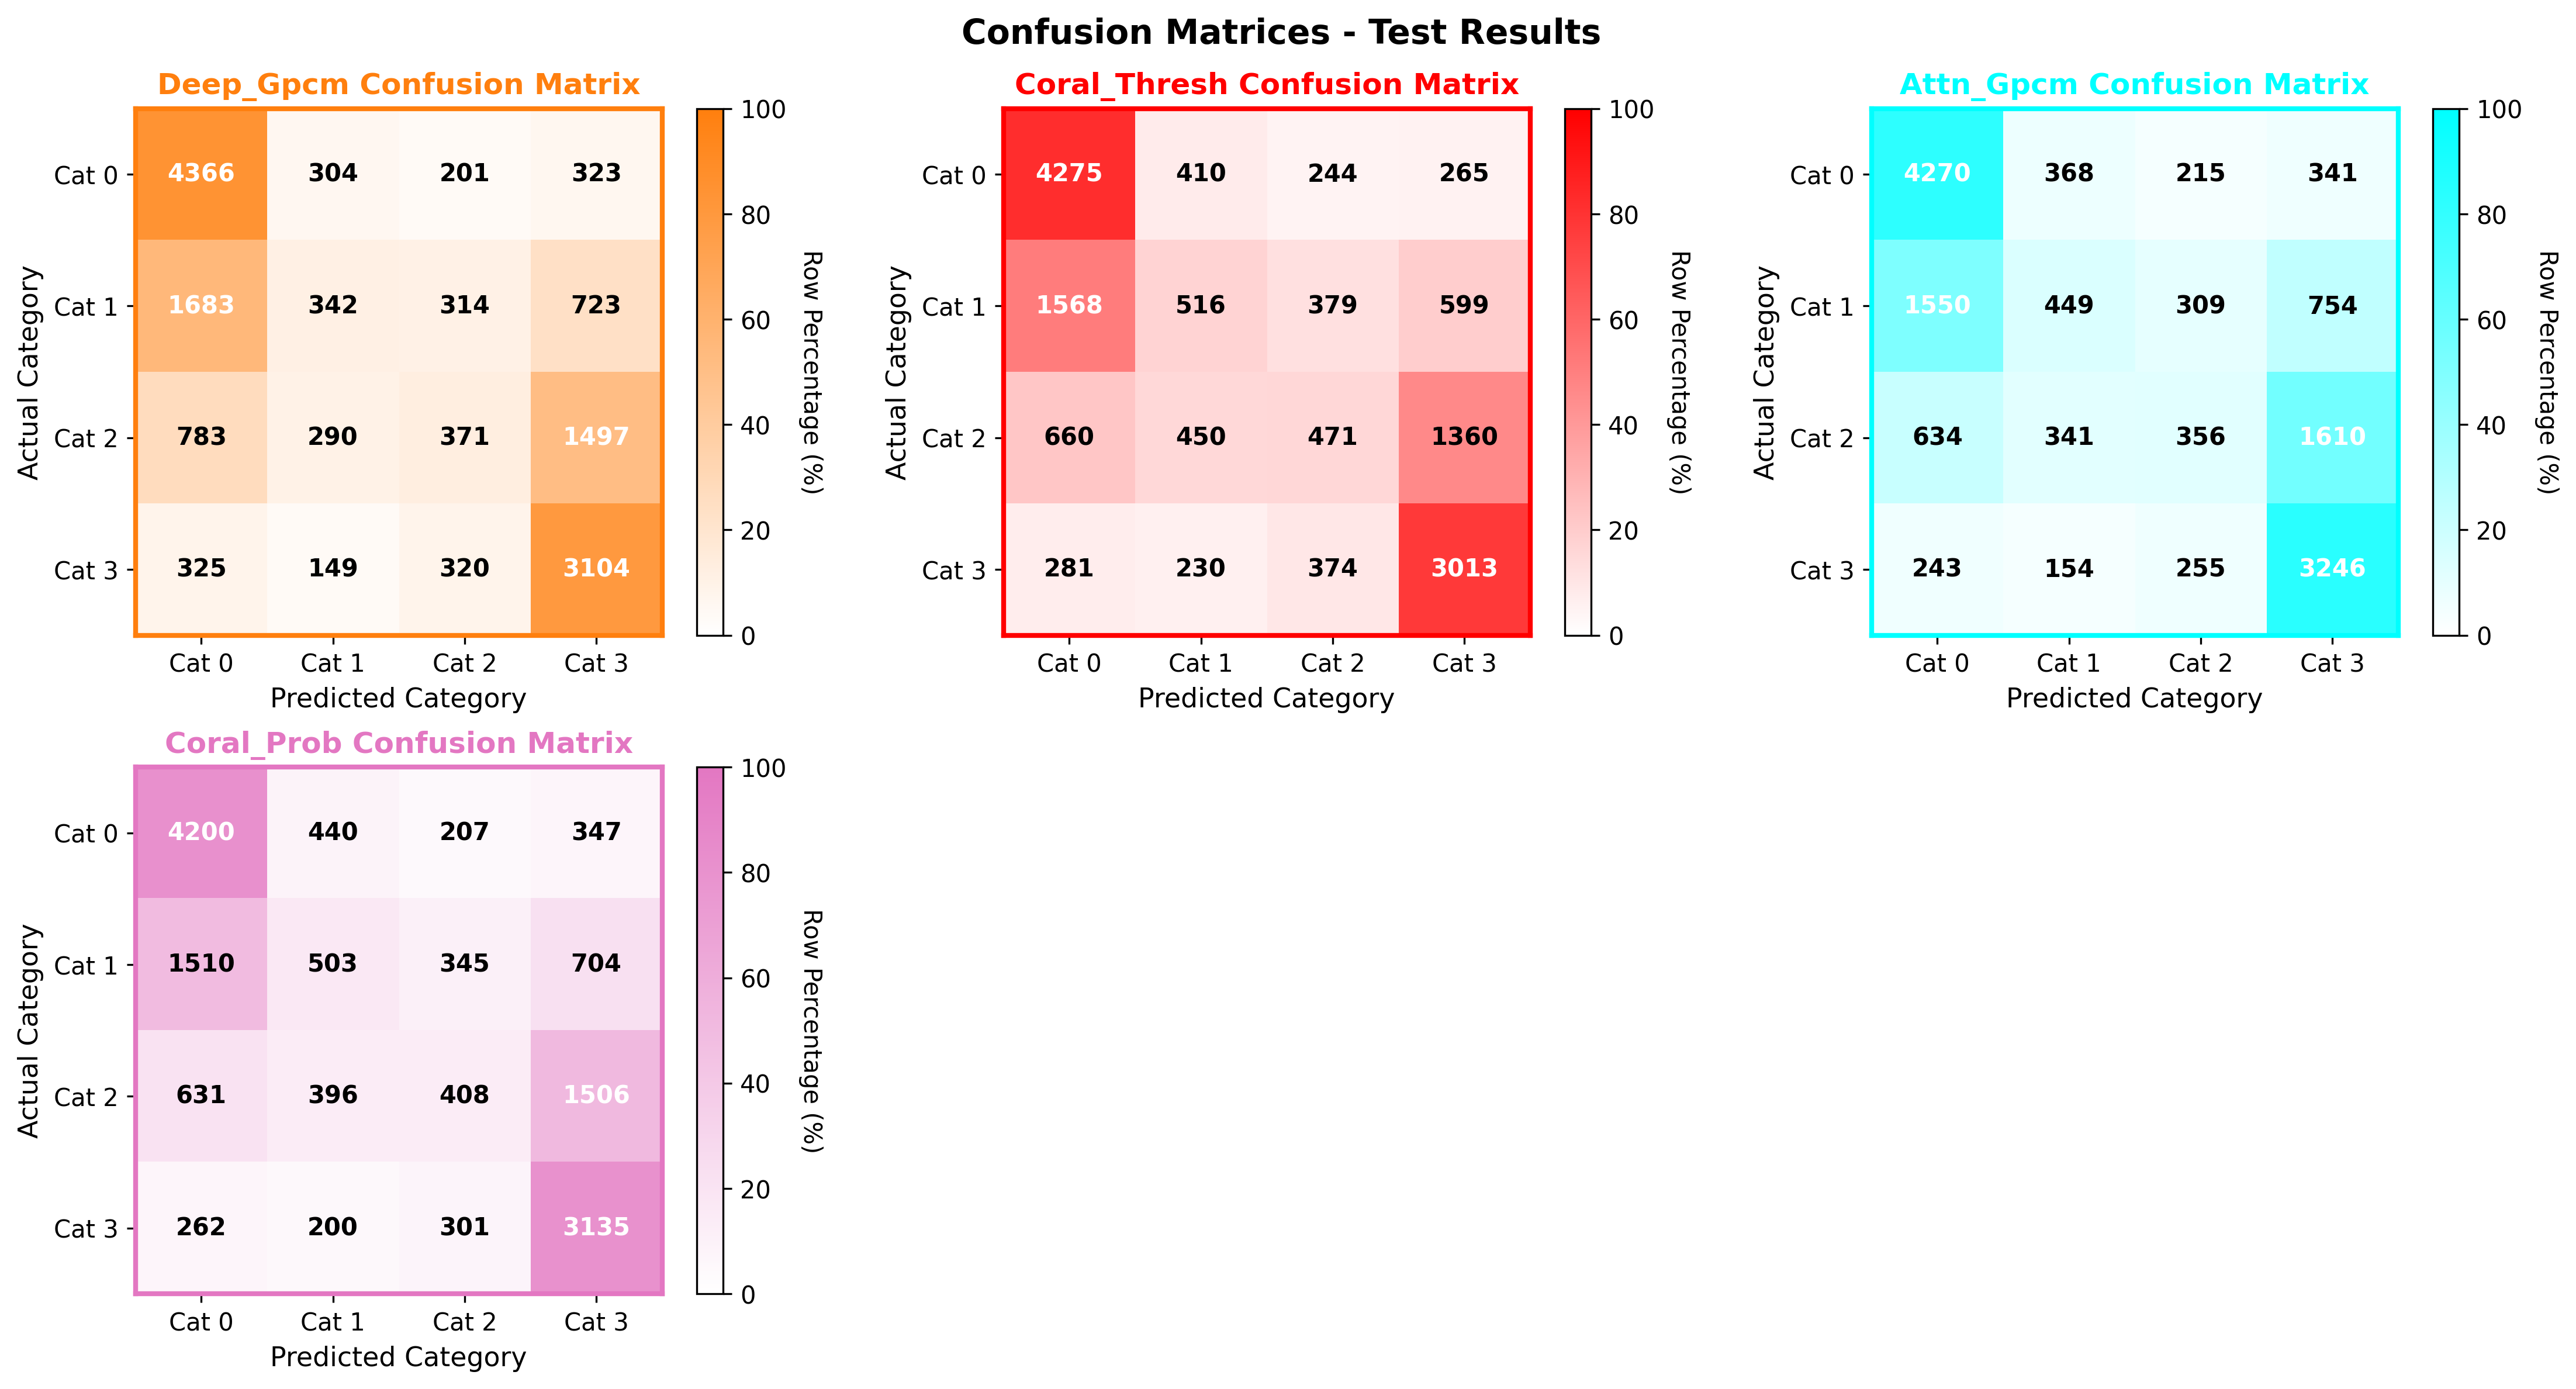 Confusion Matrices - Test Results
Deep_Gpcm Confusion Matrix
Actual Category
Cat 0 4366 304 201 323
Cat 1 1683 342 314 723
Cat 2 783 290 371 1497
Cat 3 325 149 320 3104
Cat 0 Cat 1 Cat 2 Cat 3
Predicted Category
100
80
60
40
20
0
Row Percentage (%)
Coral_Thresh Confusion Matrix
Actual Category
Cat 0 4275 410 244 265
Cat 1 1568 516 379 599
Cat 2 660 450 471 1360
Cat 3 281 230 374 3013
Cat 0 Cat 1 Cat 2 Cat 3
Predicted Category
100
80
60
40
20
0
Row Percentage (%)
Attn_Gpcm Confusion Matrix
Actual Category
Cat 0 4270 368 215 341
Cat 1 1550 449 309 754
Cat 2 634 341 356 1610
Cat 3 243 154 255 3246
Cat 0 Cat 1 Cat 2 Cat 3
Predicted Category
100
80
60
40
20
0
Row Percentage (%)
Coral_Prob Confusion Matrix
Actual Category
Cat 0 4200 440 207 347
Cat 1 1510 503 345 704
Cat 2 631 396 408 1506
Cat 3 262 200 301 3135
Cat 0 Cat 1 Cat 2 Cat 3
Predicted Category
100
80
60
40
20
0
Row Percentage (%)